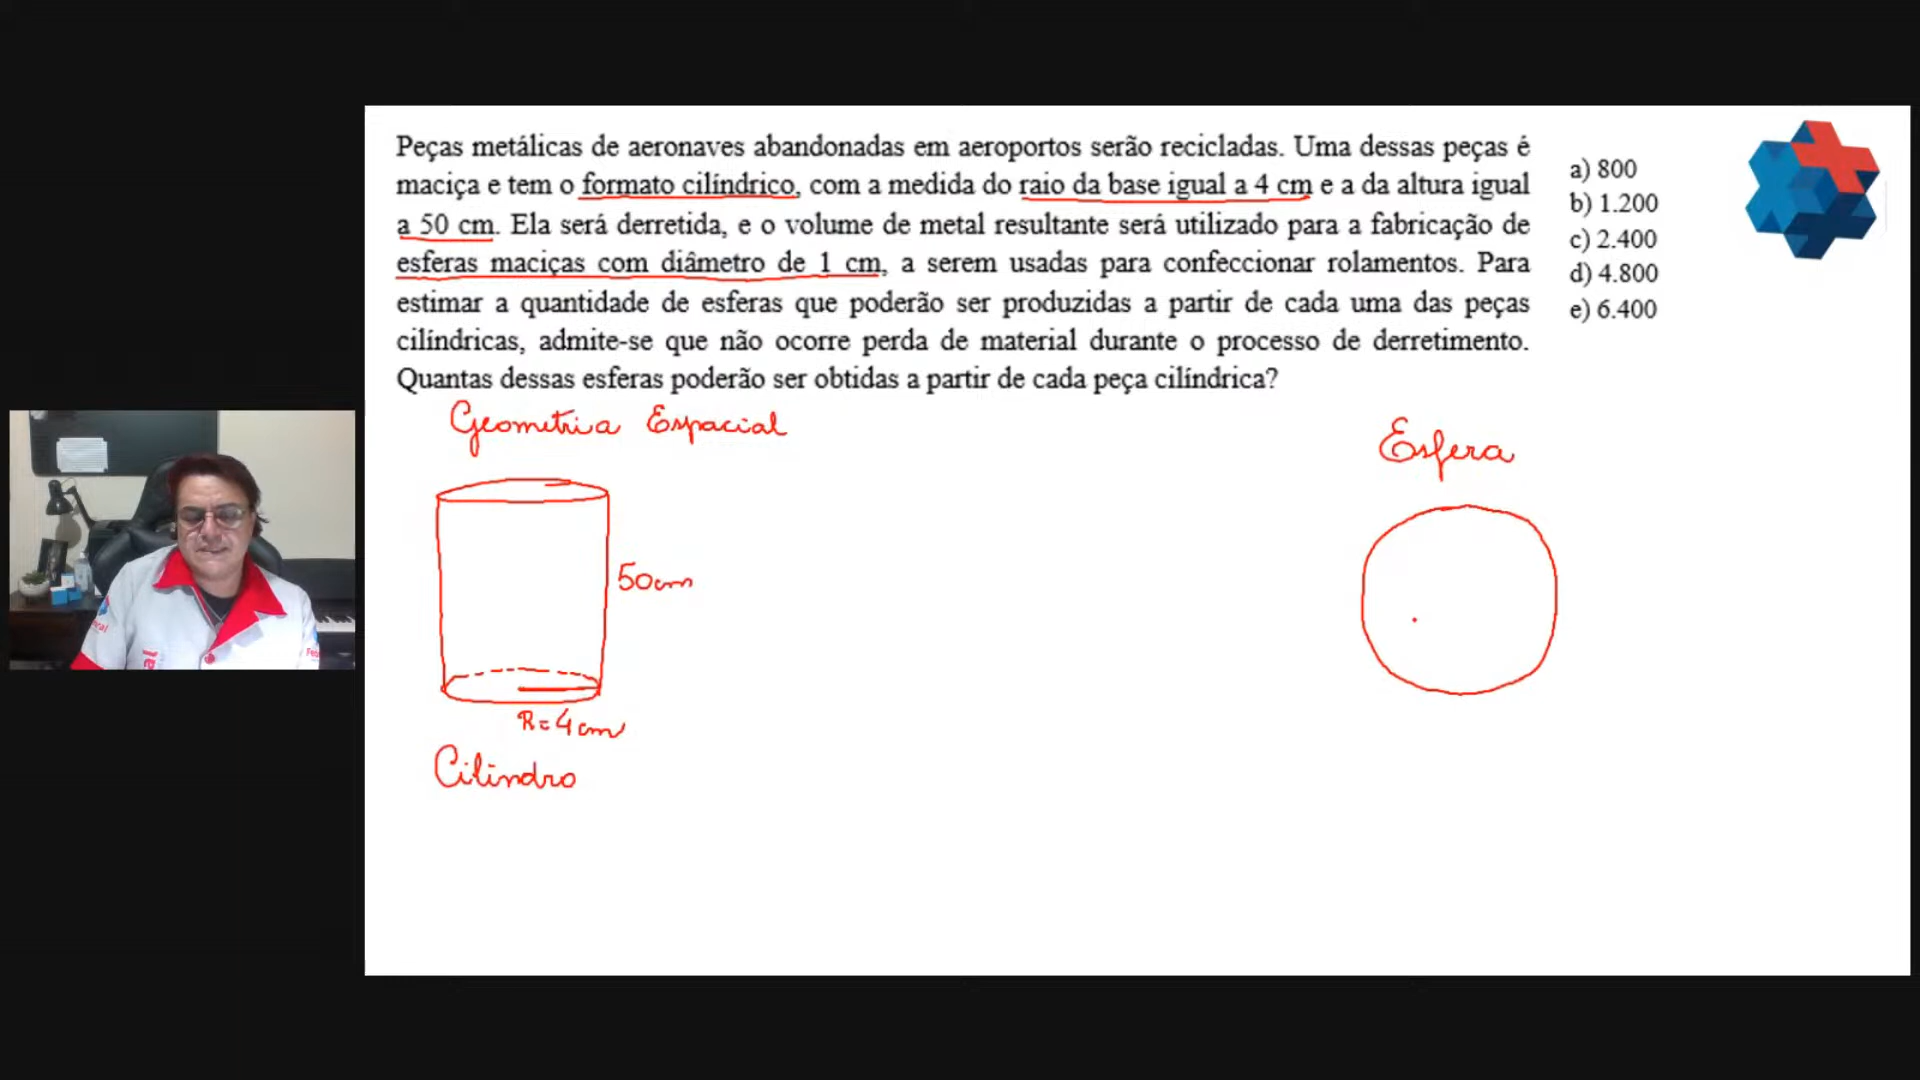 Peças metálicas de aeronaves abandonadas em aeroportos serão recicladas. Uma dessas peças é
maciça e tem o formato cilíndrico, com a medida do raio da base igual a 4 cm e a da altura igual
a 50 cm. Ela será derretida, e o volume de metal resultante será utilizado para a fabricação de
esferas maciças com diâmetro de 1 cm, a serem usadas para confeccionar rolamentos. Para
estimar a quantidade de esferas que poderão ser produzidas a partir de cada uma das peças
cilíndricas, admite-se que não ocorre perda de material durante o processo de derretimento.
Quantas dessas esferas poderão ser obtidas a partir de cada peça cilíndrica?
a) 800
b) 1.200
c) 2.400
d) 4.800
e) 6.400
Geometria Espacial
50cm
R=4cm
Cilindro
Esfera